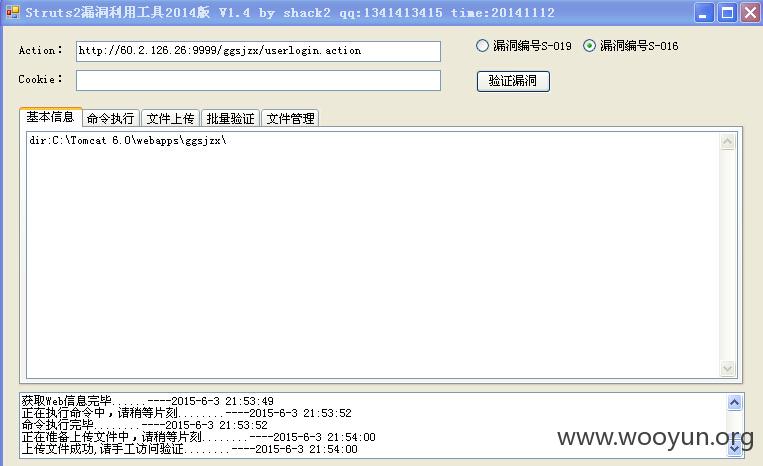 Struts2漏洞利用工具2014版 V1.4 by shack2 qq:1341413415 time:20141112
Action： http://60.2.126.26:9999/ggsjzx/userlogin.action
漏洞编号S-019 漏洞编号S-016
Cookie：
验证漏洞
基本信息 命令执行 文件上传 批量验证 文件管理
dir:C:\Tomcat 6.0\webapps\ggsjzx\
获取Web信息完毕......----2015-6-3 21:53:49
正在执行命令中，请稍等片刻........----2015-6-3 21:53:52
命令执行完毕........----2015-6-3 21:53:52
正在准备上传文件中，请稍等片刻........----2015-6-3 21:54:00
上传文件成功,请手工访问验证........----2015-6-3 21:54:00
www.wooyun.org